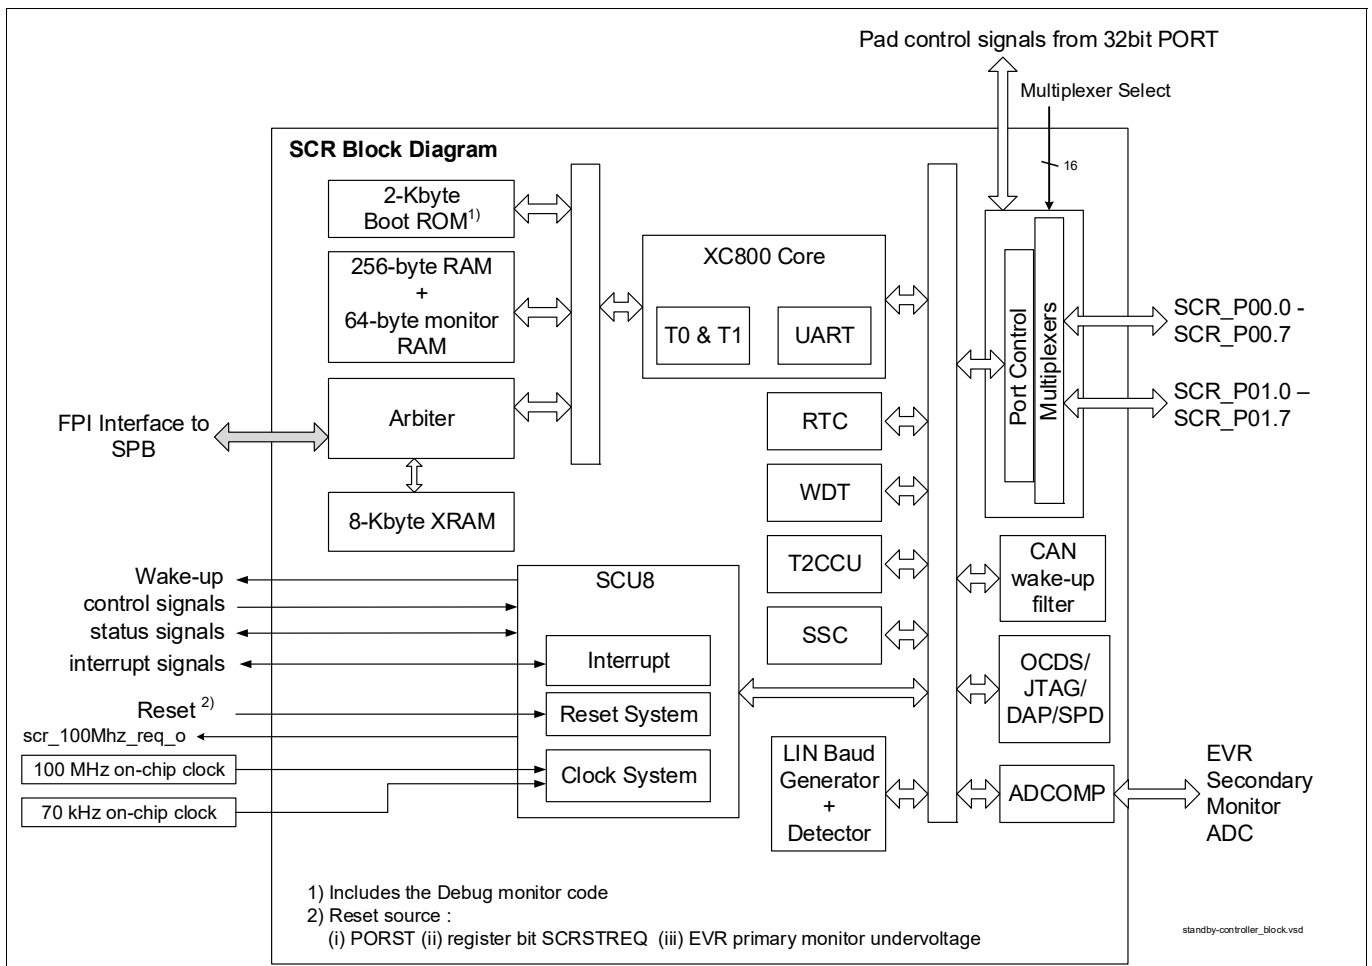 Pad control signals from 32bit PORT
Multiplexer Select
16
SCR Block Diagram
2-Kbyte
Boot ROM1)
256-byte RAM
+
64-byte monitor
RAM
Arbiter
8-Kbyte XRAM
FPI Interface to
SPB
XC800 Core
T0 & T1
UART
RTC
WDT
T2CCU
SSC
LIN Baud
Generator
+
Detector
Port Control
Multiplexers
SCR_P00.0 -
SCR_P00.7
SCR_P01.0 –
SCR_P01.7
CAN
wake-up
filter
OCDS/
JTAG/
DAP/SPD
ADCOMP
EVR
Secondary
Monitor
ADC
SCU8
Interrupt
Reset System
Clock System
Wake-up
control signals
status signals
interrupt signals
Reset 2)
scr_100Mhz_req_o
100 MHz on-chip clock
70 kHz on-chip clock
1) Includes the Debug monitor code
2) Reset source :
(i) PORST (ii) register bit SCRSTREQ (iii) EVR primary monitor undervoltage
standby-controller_block.vsd